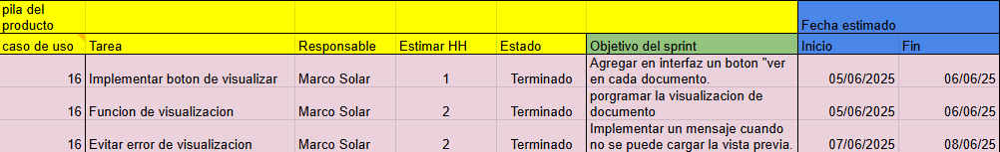 pila del
producto
Fecha estimado
caso de uso Tarea Responsable Estimar HH Estado Objetivo del sprint Inicio Fin
16 Implementar boton de visualizar Marco Solar 1 Terminado Agregar en interfaz un boton "ver
en cada documento. 05/06/2025 06/06/25
16 Funcion de visualizacion Marco Solar 2 Terminado porgramar la visualizacion de
documento 05/06/2025 06/06/25
16 Evitar error de visualizacion Marco Solar 2 Terminado Implementar un mensaje cuando
no se puede cargar la vista previa. 07/06/2025 08/06/25